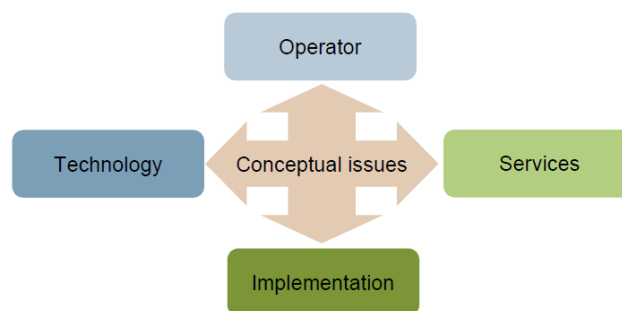 Operator
Technology
Conceptual issues
Services
Implementation